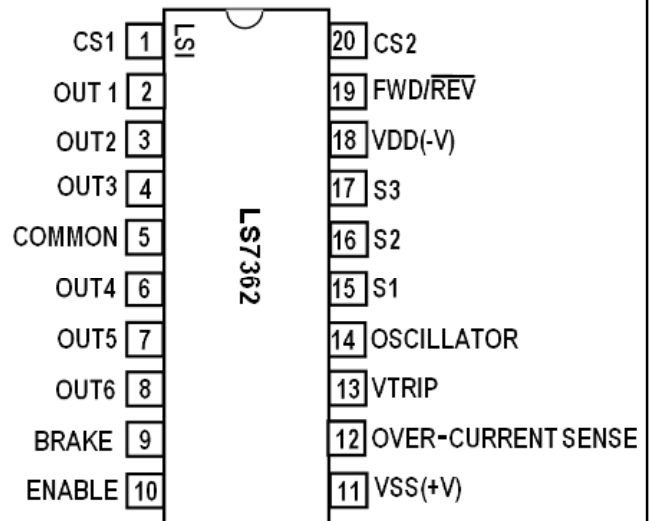 CS1 1 LSI 20 CS2
OUT 1 2 19 FWD/REV
OUT2 3 18 VDD(-V)
OUT3 4 17 S3
COMMON 5 16 S2
LS7362
OUT4 6 15 S1
OUT5 7 14 OSCILLATOR
OUT6 8 13 VTRIP
BRAKE 9 12 OVER-CURRENT SENSE
ENABLE 10 11 VSS(+V)